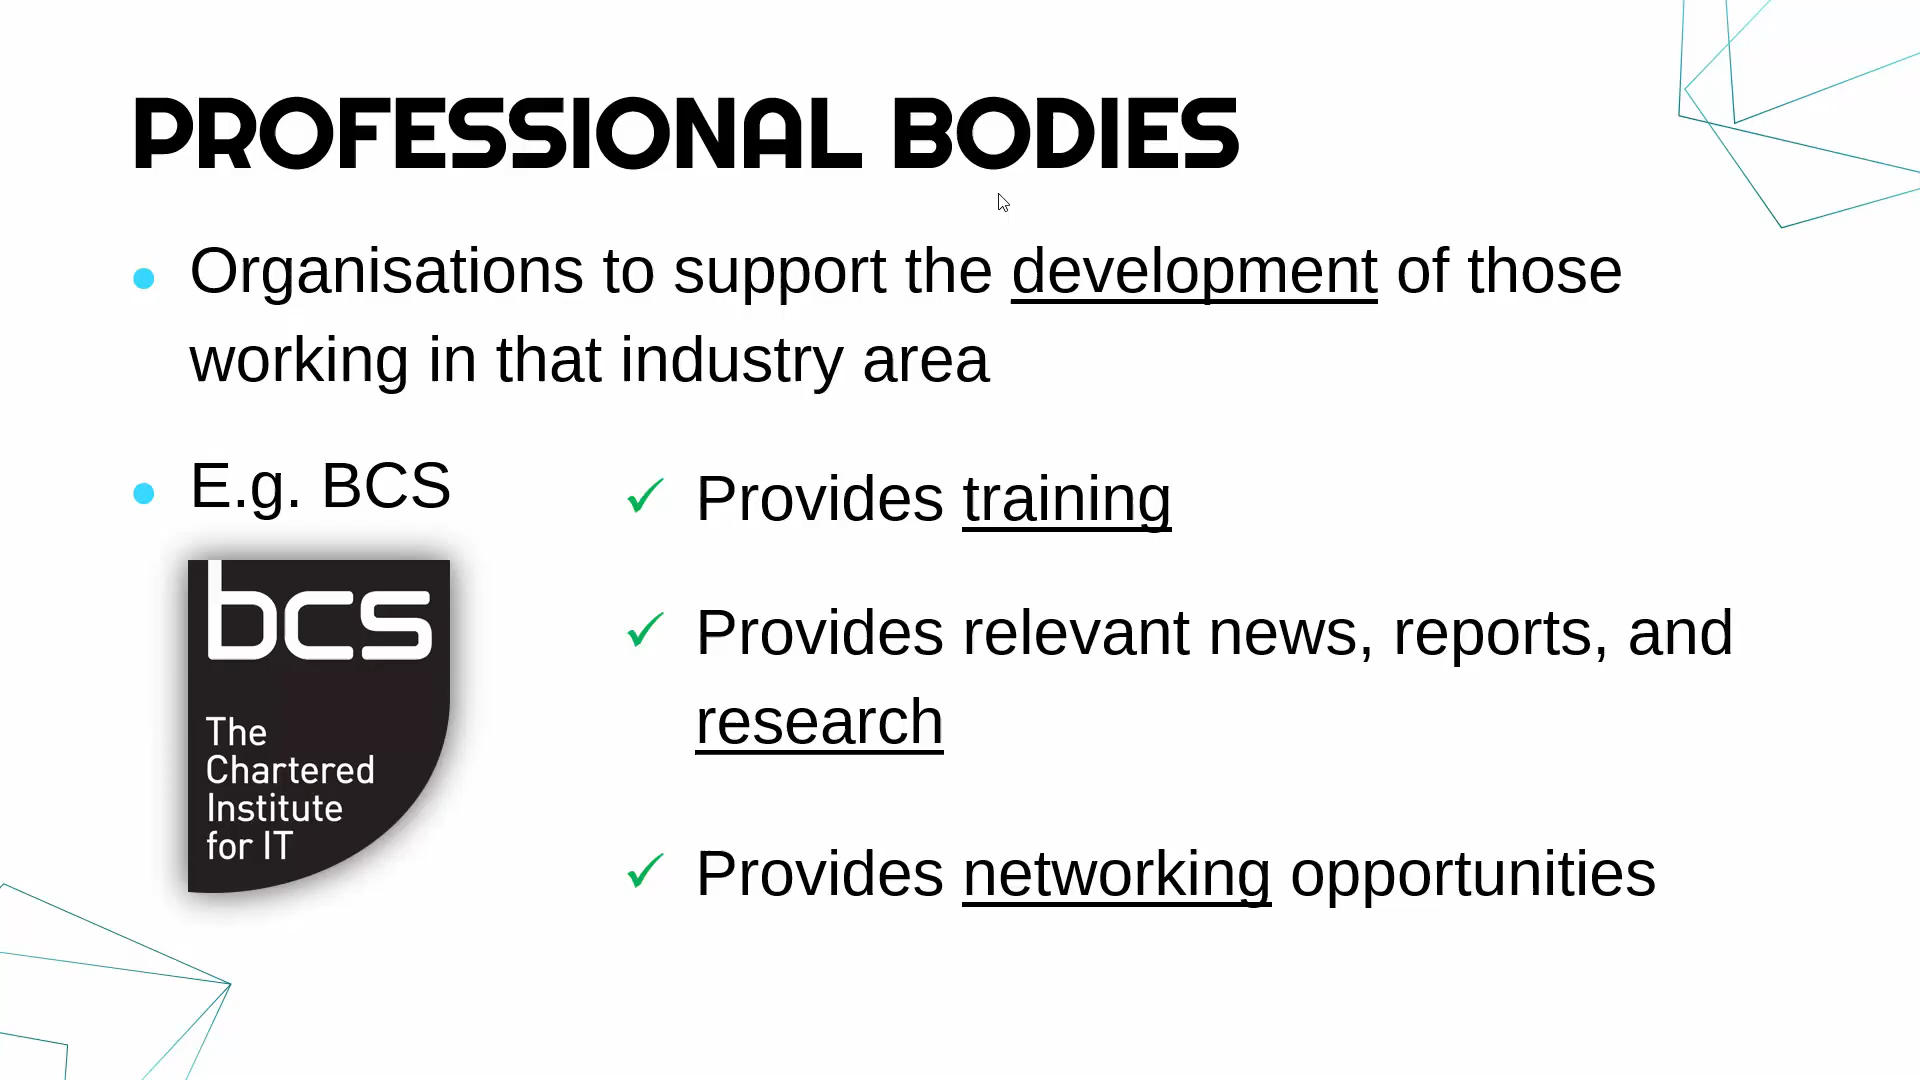 PROFESSIONAL BODIES
Organisations to support the development of those
working in that industry area
E.g. BCS
bcs
The
Chartered
Institute
for IT
Provides training
Provides relevant news, reports, and
research
Provides networking opportunities